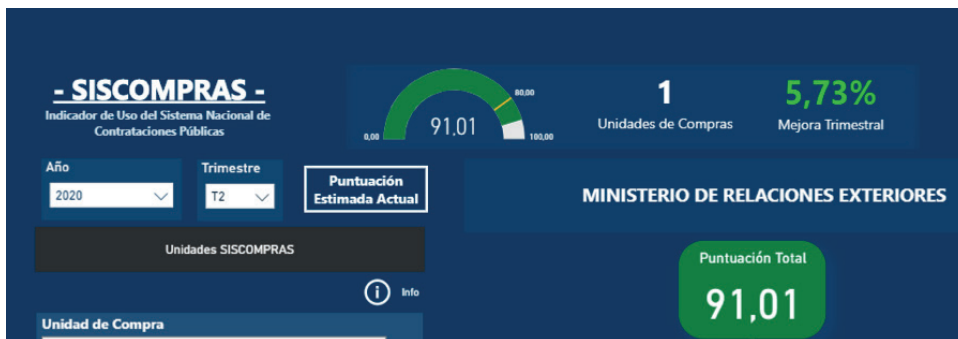 - SISCOMPRAS -
Indicador de Uso del Sistema Nacional de
Contrataciones Públicas
0,00
91,01
80,00
100,00
1
Unidades de Compras
5,73%
Mejora Trimestral
Año
2020
Trimestre
T2
Puntuación
Estimada Actual
MINISTERIO DE RELACIONES EXTERIORES
Unidades SISCOMPRAS
i Info
Puntuación Total
91,01
Unidad de Compra